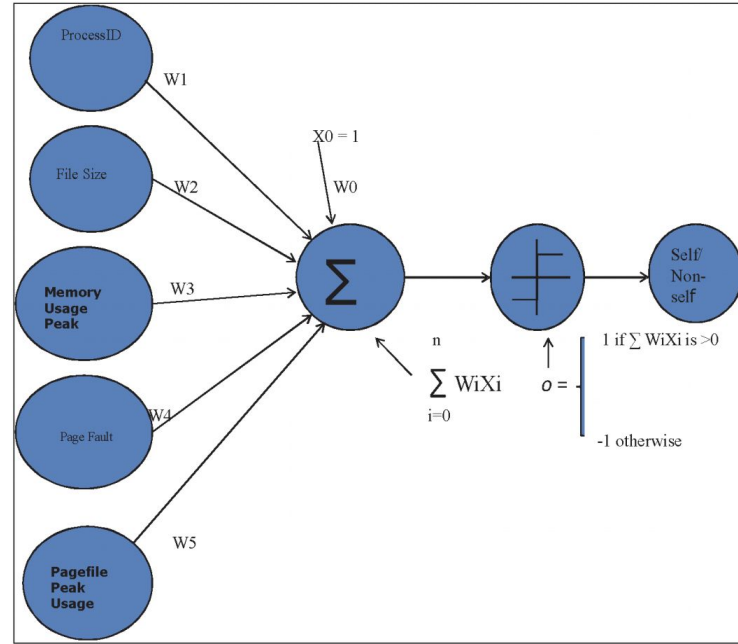 ProcessID
W1
X0 = 1
File Size
W2
W0
Σ
Self/
Non-
self
Memory
Usage
Peak
W3
n
Σ WiXi
i=0
o =
1 if Σ WiXi is >0
-1 otherwise
W4
Page Fault
W5
Pagefile
Peak
Usage